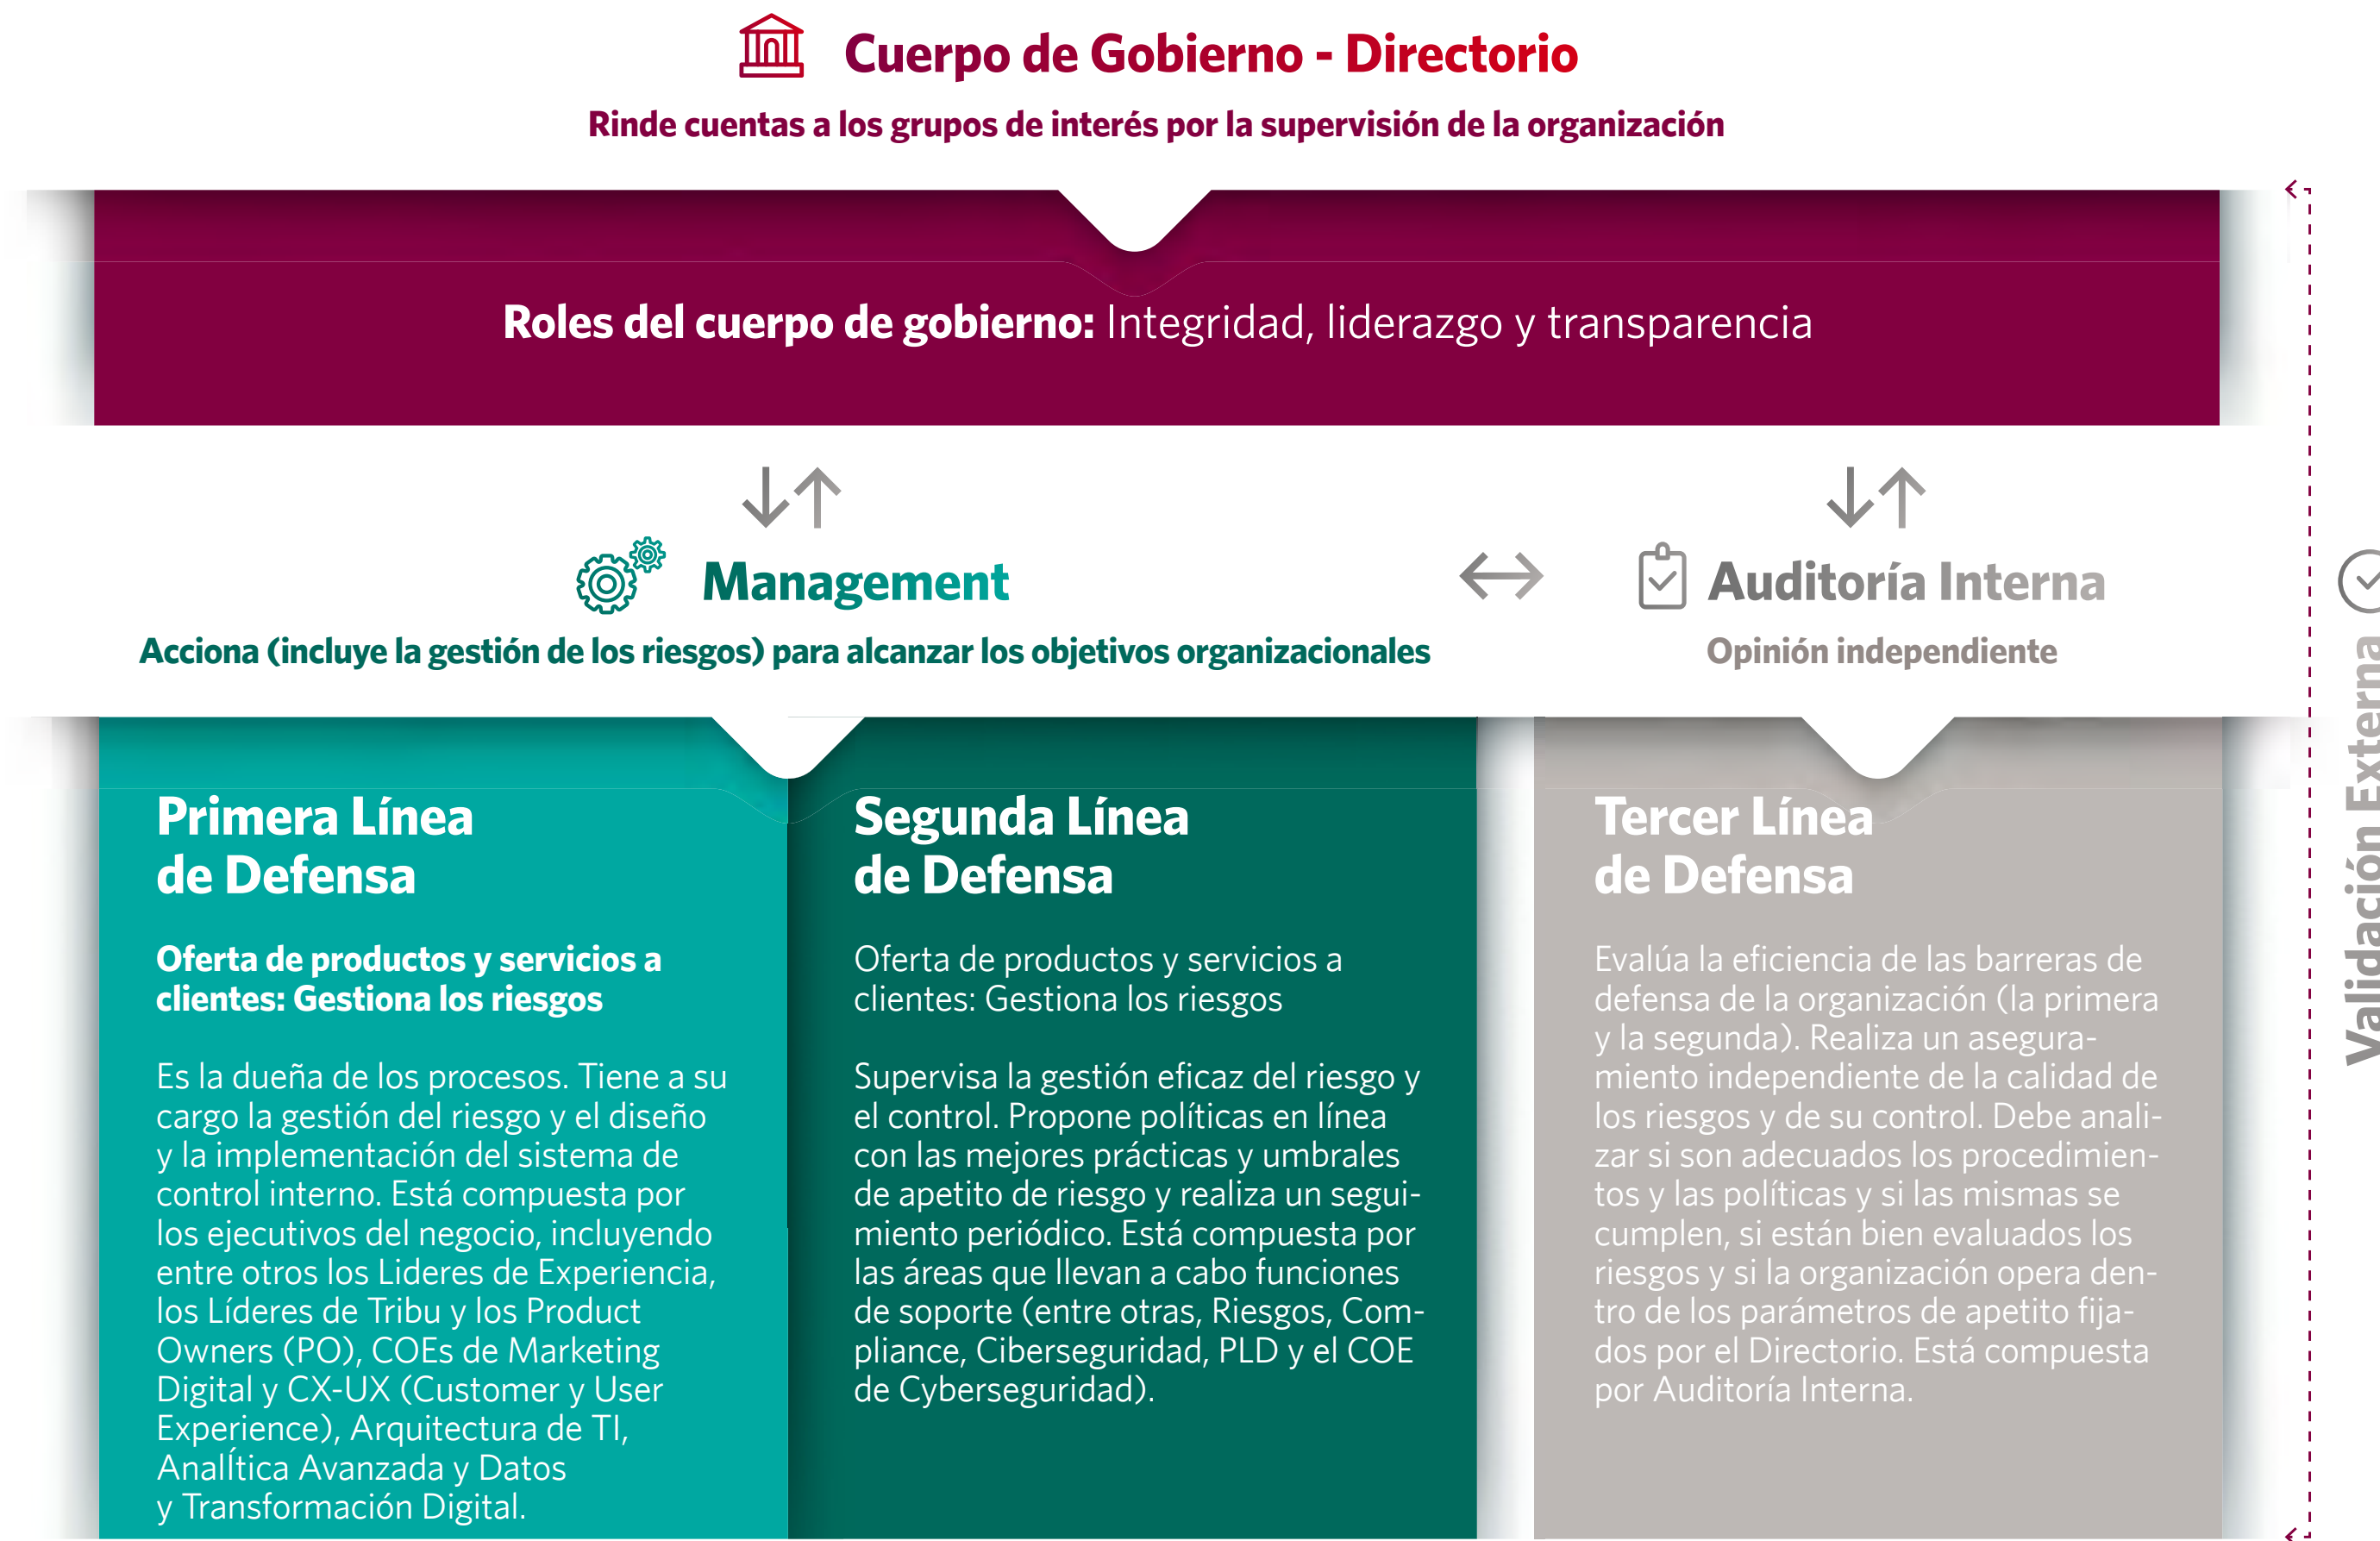 Cuerpo de Gobierno - Directorio
Rinde cuentas a los grupos de interés por la supervisión de la organización
Roles del cuerpo de gobierno: Integridad, liderazgo y transparencia
Management
Acciona (incluye la gestión de los riesgos) para alcanzar los objetivos organizacionales
Auditoría Interna
Opinión independiente
Primera Línea
de Defensa
Oferta de productos y servicios a
clientes: Gestiona los riesgos
Es la dueña de los procesos. Tiene a su
cargo la gestión del riesgo y el diseño
y la implementación del sistema de
control interno. Está compuesta por
los ejecutivos del negocio, incluyendo
entre otros los Lideres de Experiencia,
los Líderes de Tribu y los Product
Owners (PO), COEs de Marketing
Digital y CX-UX (Customer y User
Experience), Arquitectura de TI,
AnalÍtica Avanzada y Datos
y Transformación Digital.
Segunda Línea
de Defensa
Oferta de productos y servicios a
clientes: Gestiona los riesgos
Supervisa la gestión eficaz del riesgo y
el control. Propone políticas en línea
con las mejores prácticas y umbrales
de apetito de riesgo y realiza un segui-
miento periódico. Está compuesta por
las áreas que llevan a cabo funciones
de soporte (entre otras, Riesgos, Com-
pliance, Ciberseguridad, PLD y el COE
de Cyberseguridad).
Tercer Línea
de Defensa
Evalúa la eficiencia de las barreras de
defensa de la organización (la primera
y la segunda). Realiza un asegura-
miento independiente de la calidad de
los riesgos y de su control. Debe anali-
zar si son adecuados los procedimien-
tos y las políticas y si las mismas se
cumplen, si están bien evaluados los
riesgos y si la organización opera den-
tro de los parámetros de apetito fija-
dos por el Directorio. Está compuesta
por Auditoría Interna.
Validación Externa